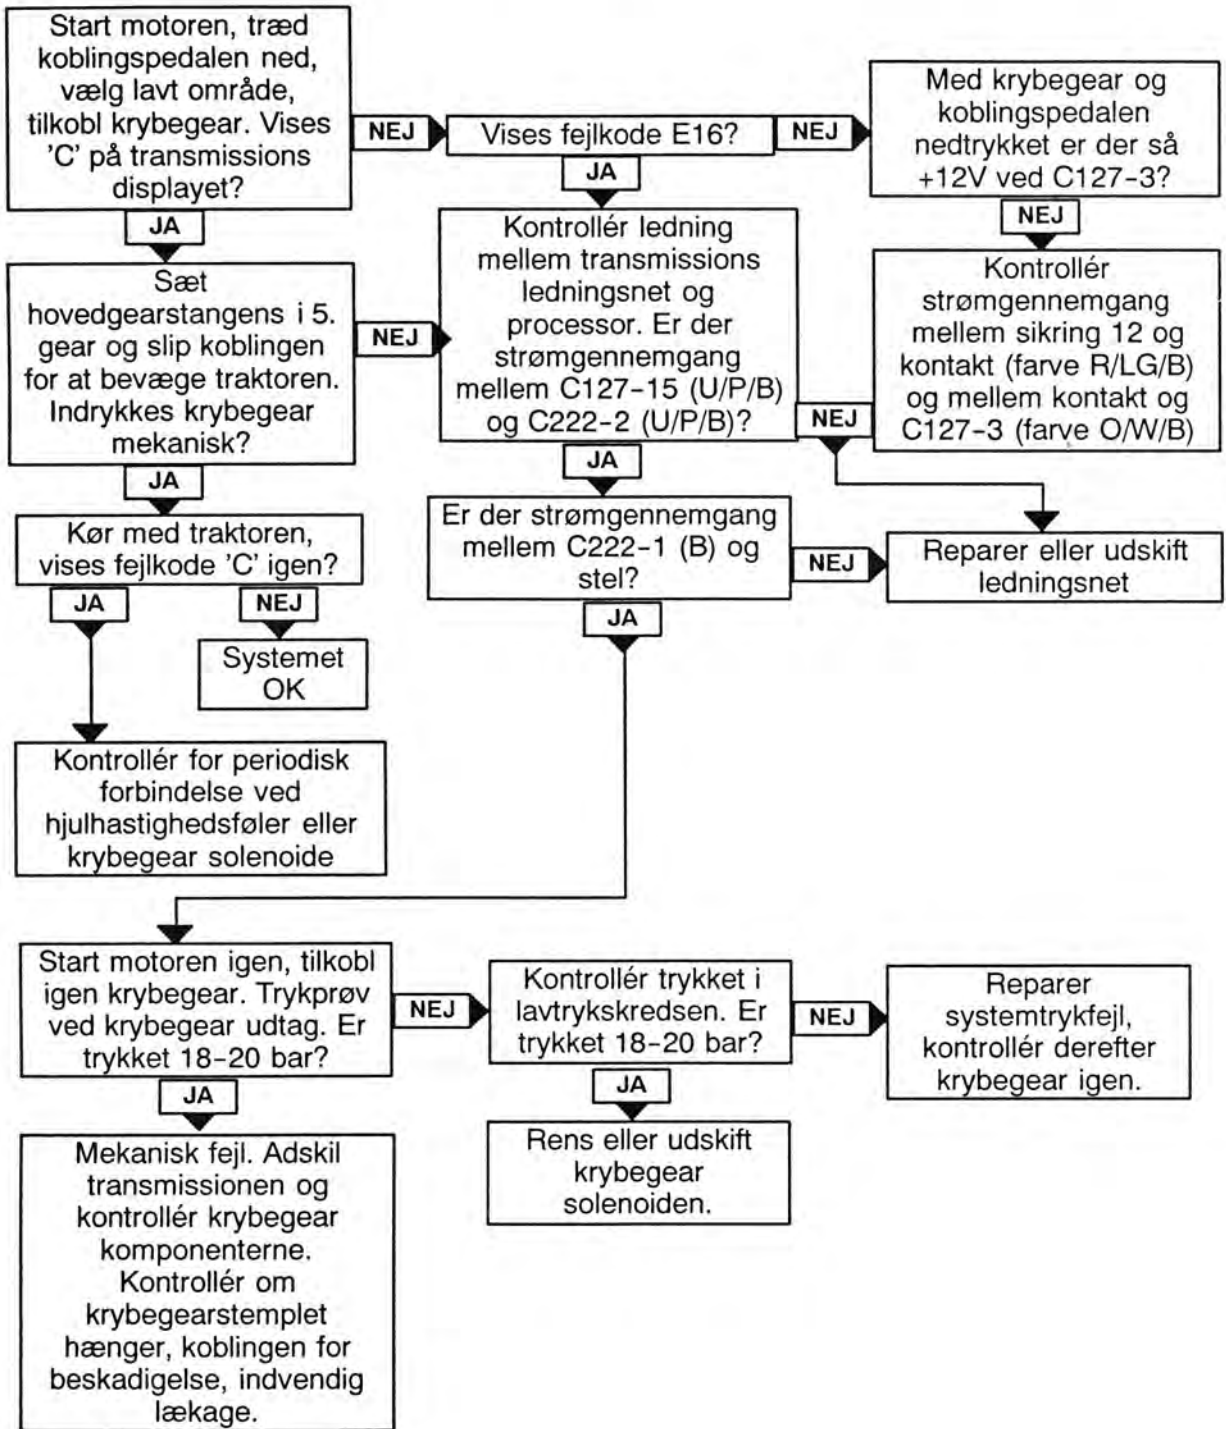 Start motoren, træd
koblingspedalen ned,
vælg lavt område,
tilkobl krybegear. Vises
'C' på transmissions
displayet?
NEJ
Vises fejlkode E16?
NEJ
Med krybegear og
koblingspedalen
nedtrykket er der så
+12V ved C127-3?
JA
JA
NEJ
Sæt
hovedgearstangens i 5.
gear og slip koblingen
for at bevæge traktoren.
Indrykkes krybegear
mekanisk?
NEJ
Kontrollér ledning
mellem transmissions
ledningsnet og
processor. Er der
strømgennemgang
mellem C127-15 (U/P/B)
og C222-2 (U/P/B)?
NEJ
Kontrollér
strømgennemgang
mellem sikring 12 og
kontakt (farve R/LG/B)
og mellem kontakt og
C127-3 (farve O/W/B)
JA
JA
Kør med traktoren,
vises fejlkode 'C' igen?
Er der strømgennemgang
mellem C222-1 (B) og
stel?
NEJ
Reparer eller udskift
ledningsnet
JA
NEJ
JA
Systemet
OK
Kontrollér for periodisk
forbindelse ved
hjulhastighedsføler eller
krybegear solenoide
Start motoren igen, tilkobl
igen krybegear. Trykprøv
ved krybegear udtag. Er
trykket 18-20 bar?
NEJ
Kontrollér trykket i
lavtrykskredsen. Er
trykket 18-20 bar?
NEJ
Reparer
systemtrykfejl,
kontrollér derefter
krybegear igen.
JA
JA
Mekanisk fejl. Adskil
transmissionen og
kontrollér krybegear
komponenterne.
Kontrollér om
krybegearstemplet
hænger, koblingen for
beskadigelse, indvendig
lækage.
Rens eller udskift
krybegear
solenoiden.